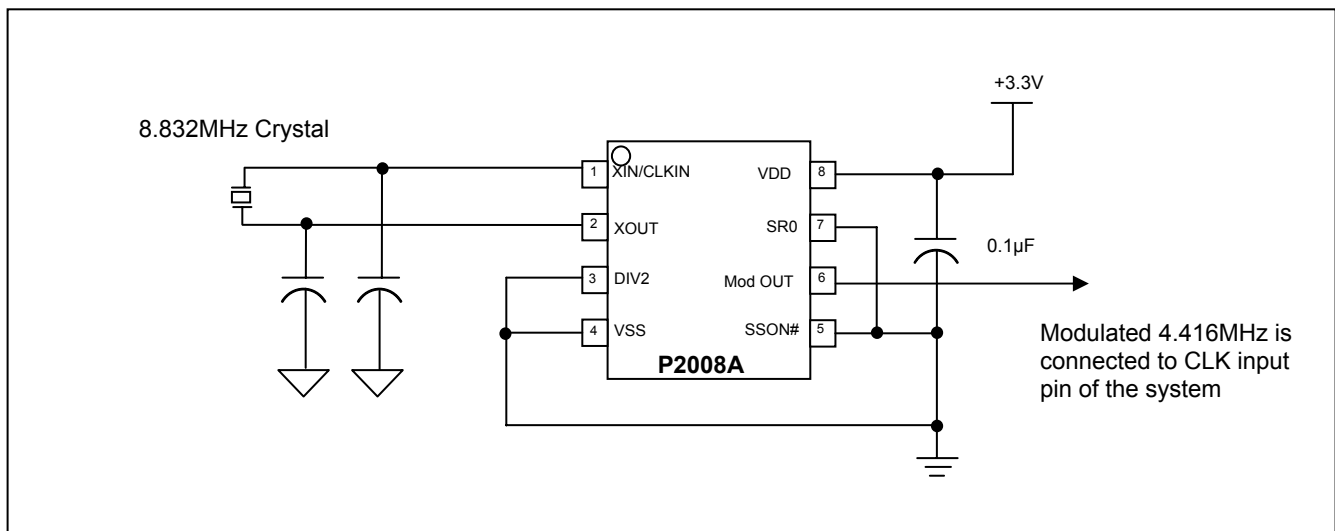 +3.3V
8.832MHz Crystal
1
XIN/CLKIN
VDD
8
2
XOUT
SR0
7
0.1µF
3
DIV2
Mod OUT
6
4
VSS
SSON#
5
P2008A
Modulated 4.416MHz is
connected to CLK input
pin of the system